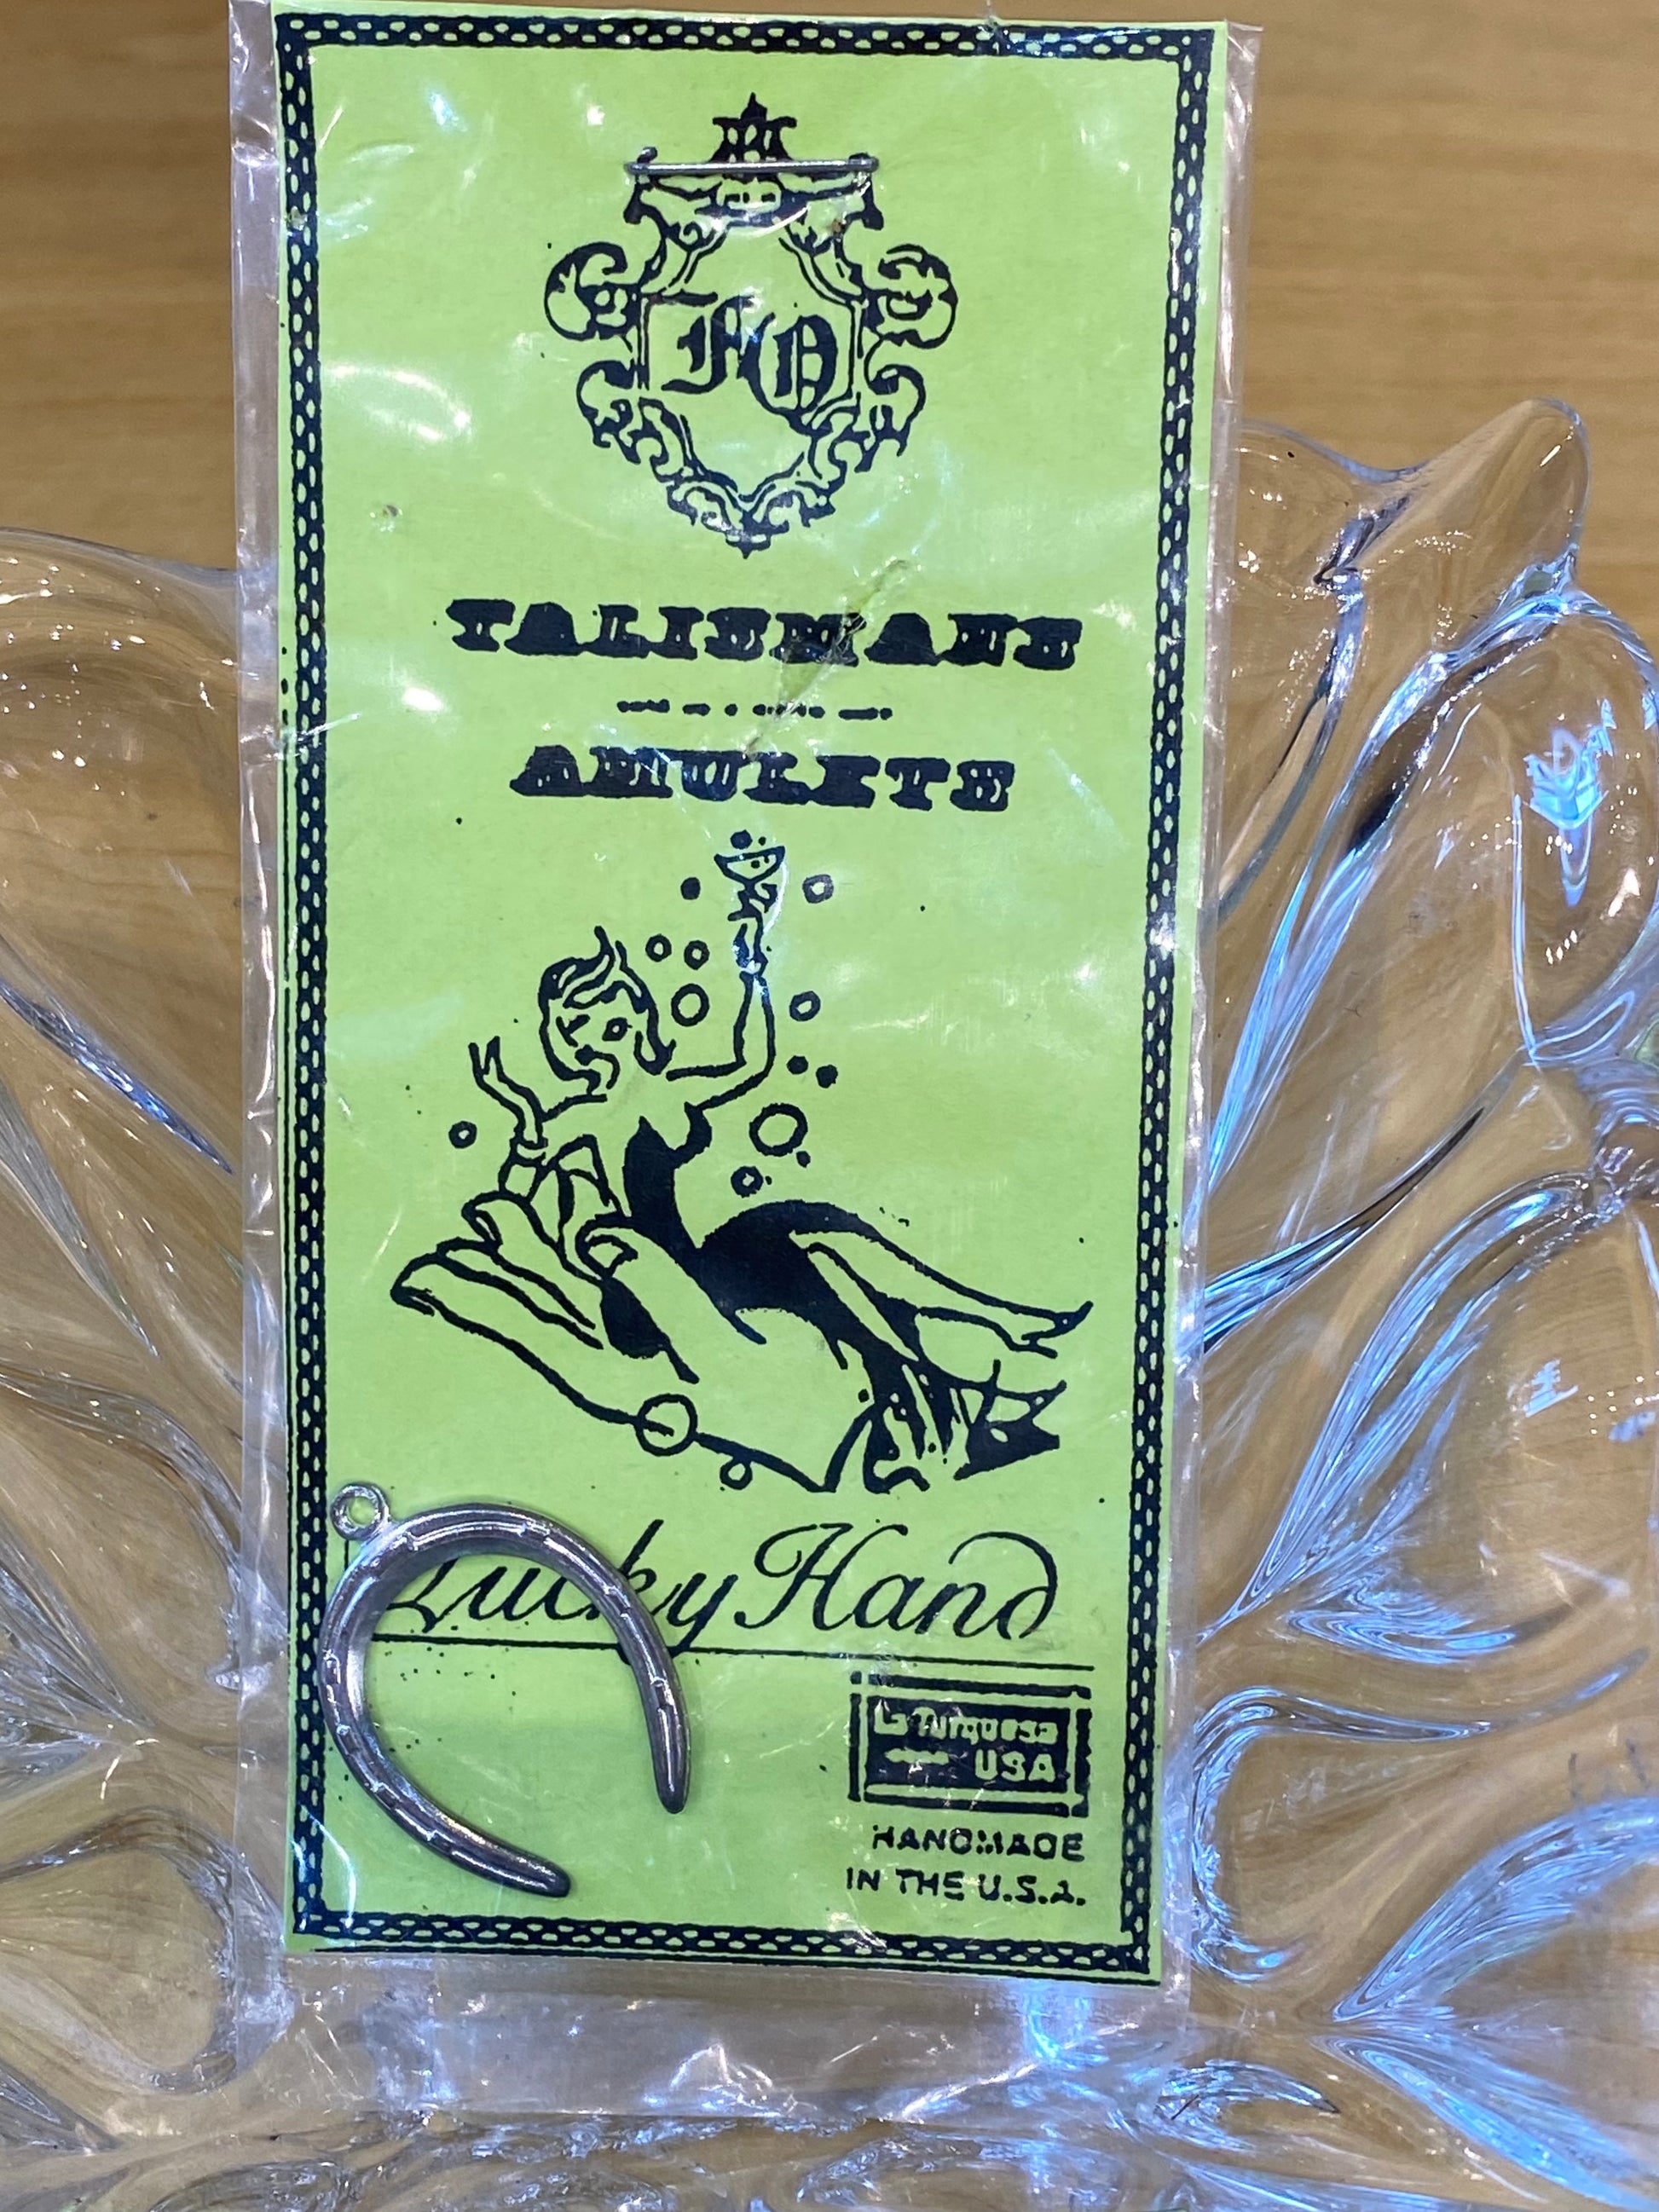 FO
TALISMANS
AMULETS
Lucky Hand
La Turquesa
USA
HANDMADE
IN THE U.S.A.